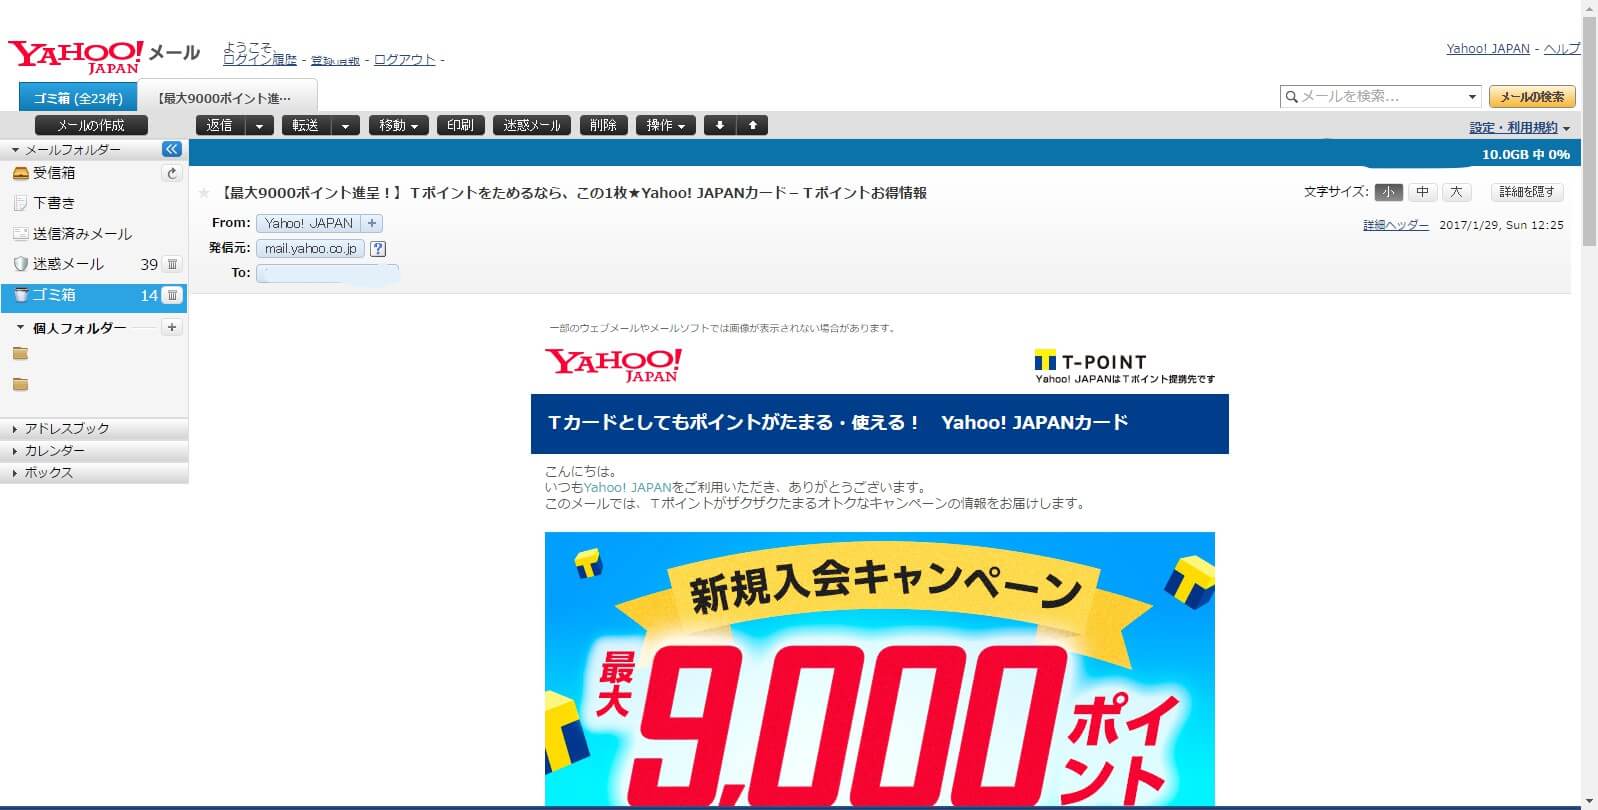 YAHOO! JAPAN メール
ようこそ、
ログイン履歴 - 登録情報 - ログアウト -
Yahoo! JAPAN - ヘルプ
ゴミ箱 (全23件)
【最大9000ポイント進…
メールを検索...
メールの検索
メールの作成
返信
転送
移動
印刷
迷惑メール
削除
操作
設定・利用規約
メールフォルダー
10.0GB 中 0%
受信箱
下書き
送信済みメール
迷惑メール 39
ゴミ箱 14
個人フォルダー
アドレスブック
カレンダー
ボックス
【最大9000ポイント進呈！】Ｔポイントをためるなら、この1枚★Yahoo! JAPANカード－Ｔポイントお得情報
文字サイズ: 小 中 大 詳細を隠す
From: Yahoo! JAPAN +
詳細ヘッダー 2017/1/29, Sun 12:25
発信元: mail.yahoo.co.jp ?
To:
一部のウェブメールやメールソフトでは画像が表示されない場合があります。
YAHOO! JAPAN
T-POINT
Yahoo! JAPANはＴポイント提携先です
Ｔカードとしてもポイントがたまる・使える！　Yahoo! JAPANカード
こんにちは。
いつもYahoo! JAPANをご利用いただき、ありがとうございます。
このメールでは、Ｔポイントがザクザクたまるオトクなキャンペーンの情報をお届けします。
新規入会キャンペーン
最大
9,000
ポイント